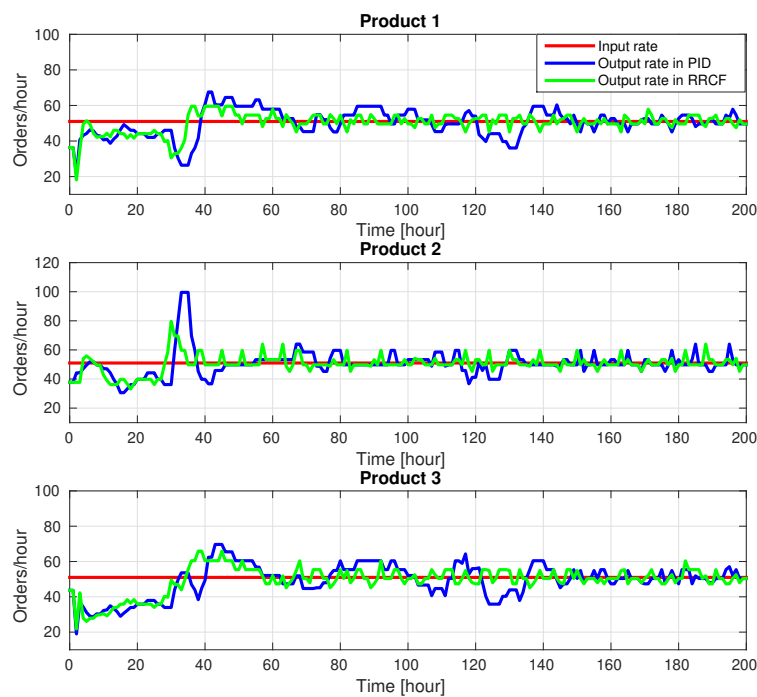 Product 1
100
80
60
40
20
Orders/hour
Input rate
Output rate in PID
Output rate in RRCF
0 20 40 60 80 100 120 140 160 180 200
Time [hour]
Product 2
120
100
80
60
40
20
Orders/hour
0 20 40 60 80 100 120 140 160 180 200
Time [hour]
Product 3
100
80
60
40
20
Orders/hour
0 20 40 60 80 100 120 140 160 180 200
Time [hour]